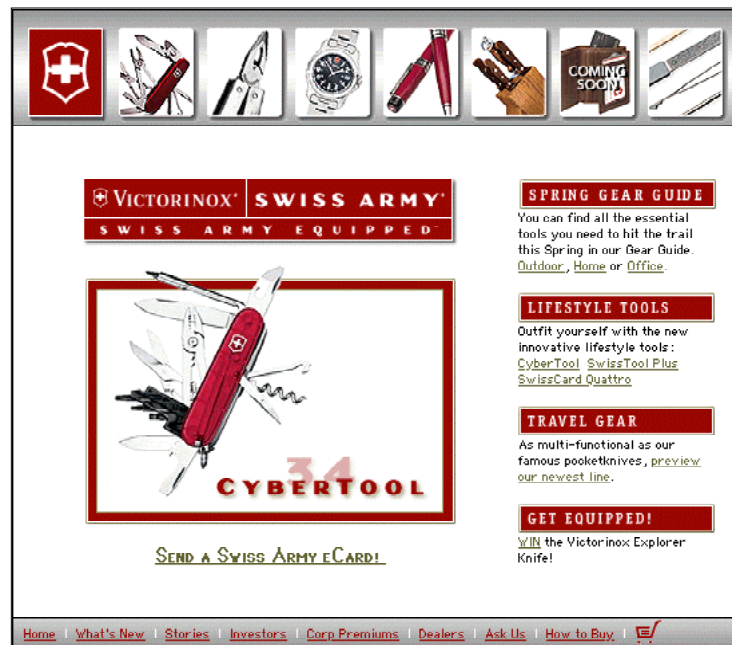 COMING
SOON
VICTORINOX® SWISS ARMY®
SWISS ARMY EQUIPPED™
34
CYBERTOOL
SEND A SWISS ARMY ECARD!
SPRING GEAR GUIDE
You can find all the essential
tools you need to hit the trail
this Spring in our Gear Guide.
Outdoor, Home or Office.
LIFESTYLE TOOLS
Outfit yourself with the new
innovative lifestyle tools:
CyberTool SwissTool Plus
SwissCard Quattro
TRAVEL GEAR
As multi-functional as our
famous pocketknives, preview
our newest line.
GET EQUIPPED!
WIN the Victorinox Explorer
Knife!
Home | What's New | Stories | Investors | Corp Premiums | Dealers | Ask Us | How to Buy |